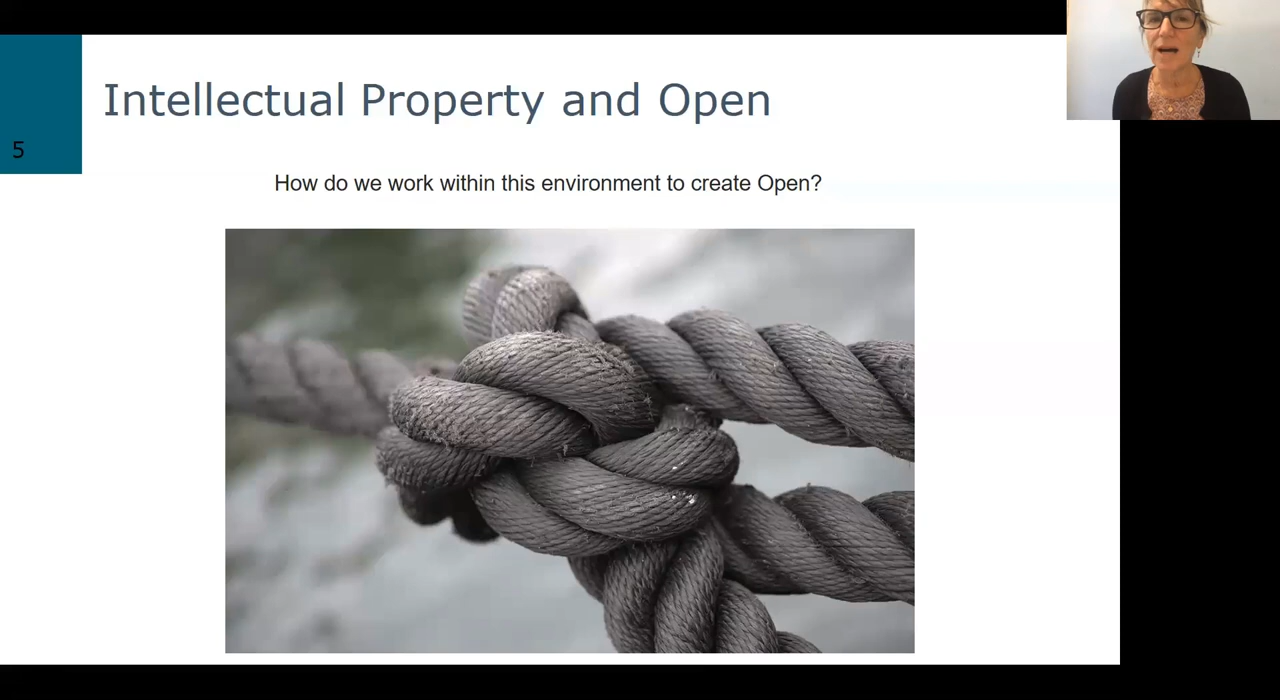 Intellectual Property and Open
5
How do we work within this environment to create Open?